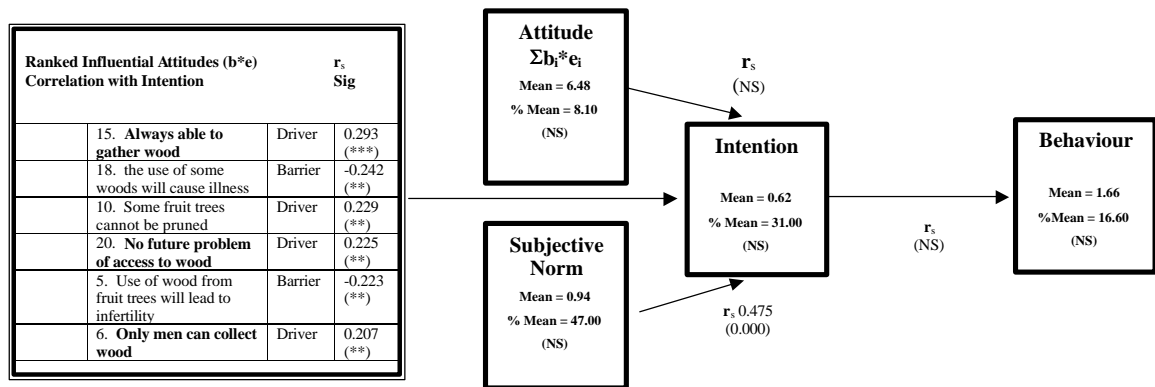 Ranked Influential Attitudes (b*e) rs
Correlation with Intention Sig
15. Always able to Driver 0.293
gather wood (***)
18. the use of some Barrier -0.242
woods will cause illness (**)
10. Some fruit trees Driver 0.229
cannot be pruned (**)
20. No future problem Driver 0.225
of access to wood (**)
5. Use of wood from Barrier -0.223
fruit trees will lead to (**)
infertility
6. Only men can collect Driver 0.207
wood (**)
Attitude
Σbi*ei
Mean = 6.48
% Mean = 8.10
(NS)
rs
(NS)
Subjective
Norm
Mean = 0.94
% Mean = 47.00
(NS)
rs 0.475
(0.000)
Intention
Mean = 0.62
% Mean = 31.00
(NS)
rs
(NS)
Behaviour
Mean = 1.66
%Mean = 16.60
(NS)